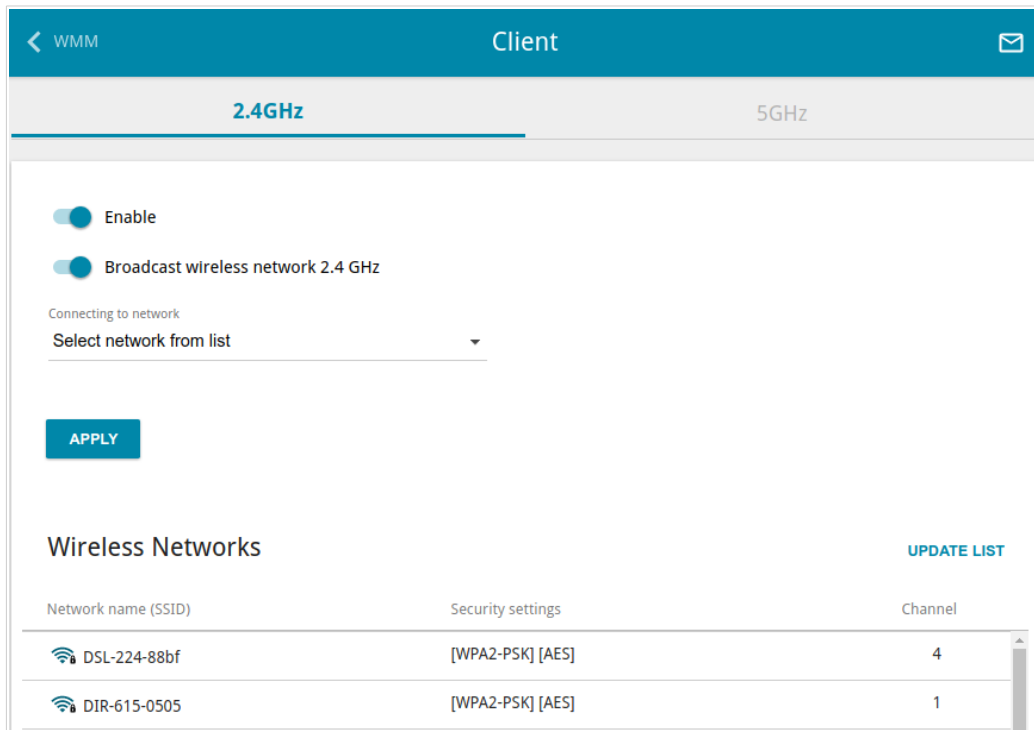 WMM Client
2.4GHz 5GHz
Enable
Broadcast wireless network 2.4 GHz
Connecting to network
Select network from list
APPLY
Wireless Networks
UPDATE LIST
Network name (SSID) Security settings Channel
DSL-224-88bf [WPA2-PSK] [AES] 4
DIR-615-0505 [WPA2-PSK] [AES] 1